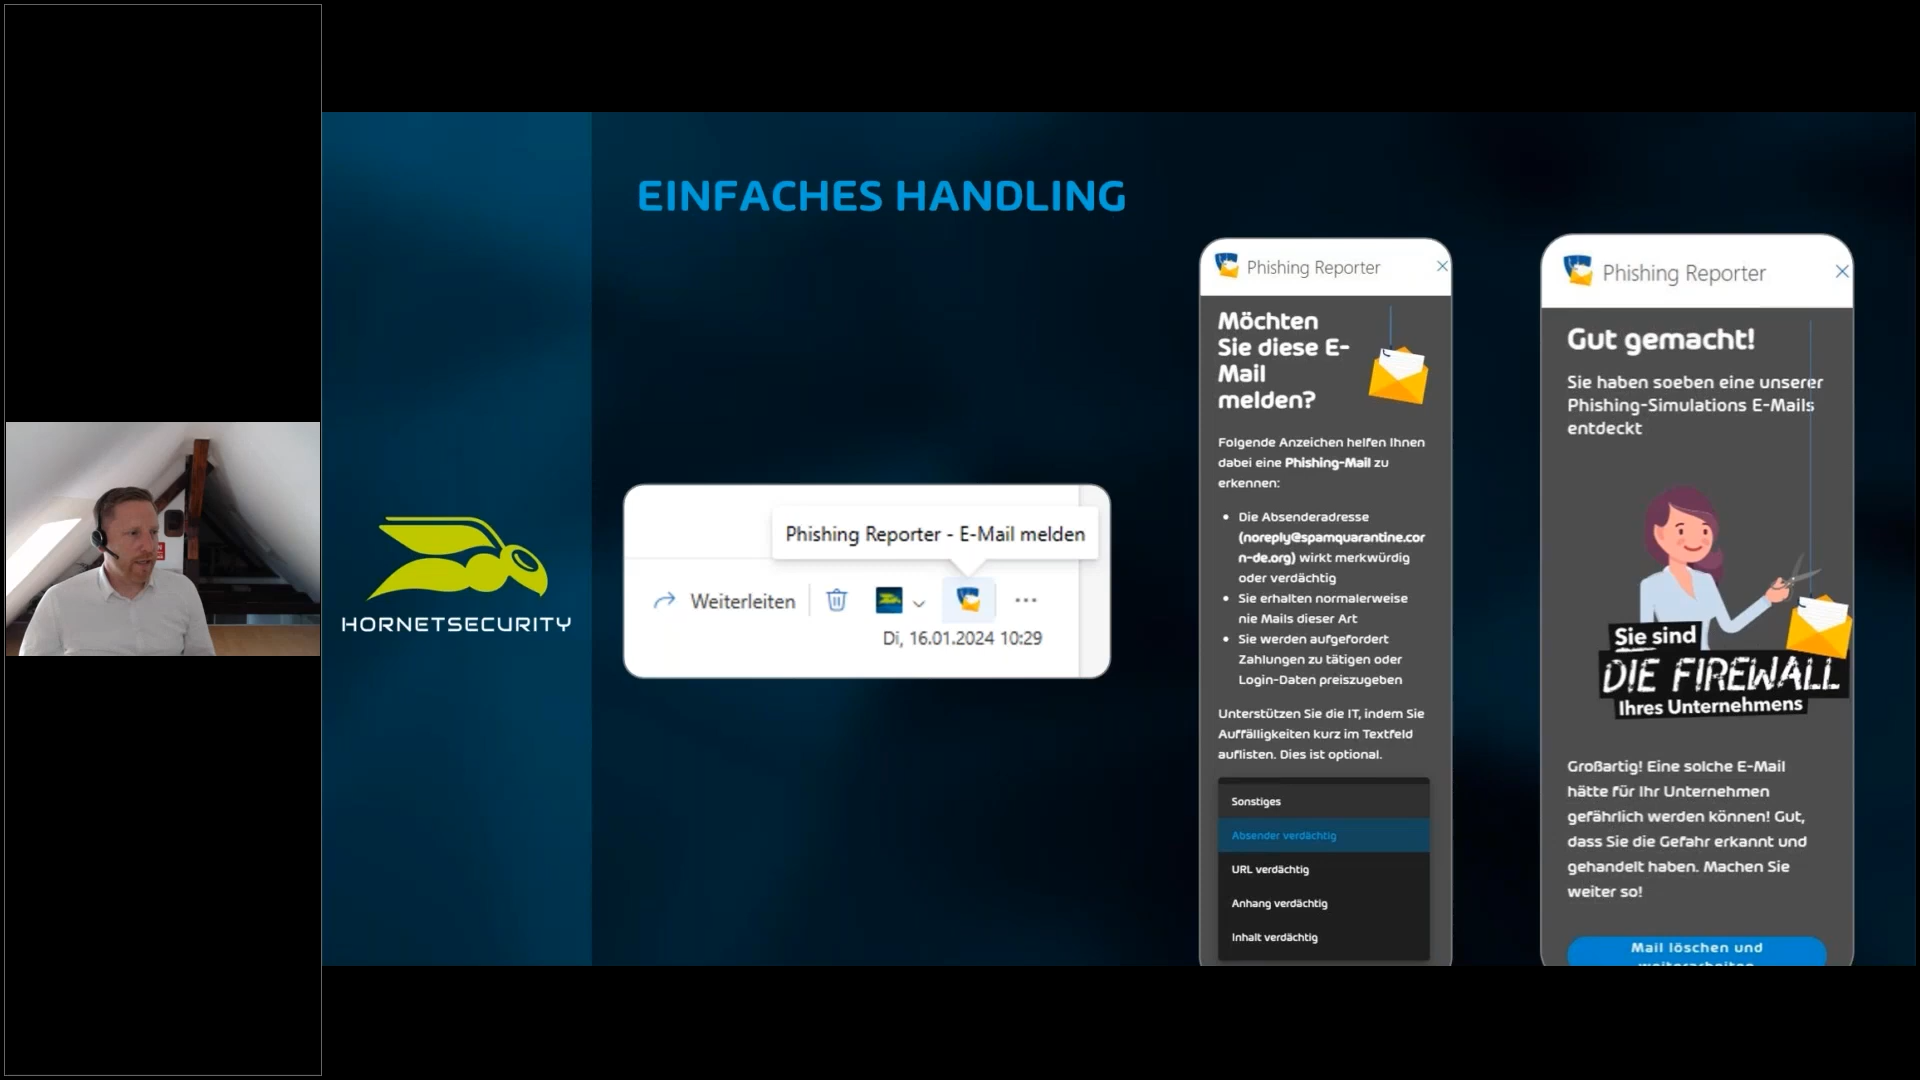 EINFACHES HANDLING
HORNETSECURITY
Phishing Reporter - E-Mail melden
Weiterleiten
Di, 16.01.2024 10:29
Phishing Reporter
Möchten
Sie diese E-
Mail
melden?
Folgende Anzeichen helfen Ihnen
dabei eine Phishing-Mail zu
erkennen:
• Die Absenderadresse
(noreply@spamquarantine.cor
n-de.org) wirkt merkwürdig
oder verdächtig
• Sie erhalten normalerweise
nie Mails dieser Art
• Sie werden aufgefordert
Zahlungen zu tätigen oder
Login-Daten preiszugeben
Unterstützen Sie die IT, indem Sie
Auffälligkeiten kurz im Textfeld
auflisten. Dies ist optional.
Sonstiges
Absender verdächtig
URL verdächtig
Anhang verdächtig
Inhalt verdächtig
Phishing Reporter
Gut gemacht!
Sie haben soeben eine unserer
Phishing-Simulations E-Mails
entdeckt
Sie sind
DIE FIREWALL
Ihres Unternehmens
Großartig! Eine solche E-Mail
hätte für Ihr Unternehmen
gefährlich werden können! Gut,
dass Sie die Gefahr erkannt und
gehandelt haben. Machen Sie
weiter so!
Mail löschen und
weiterarbeiten